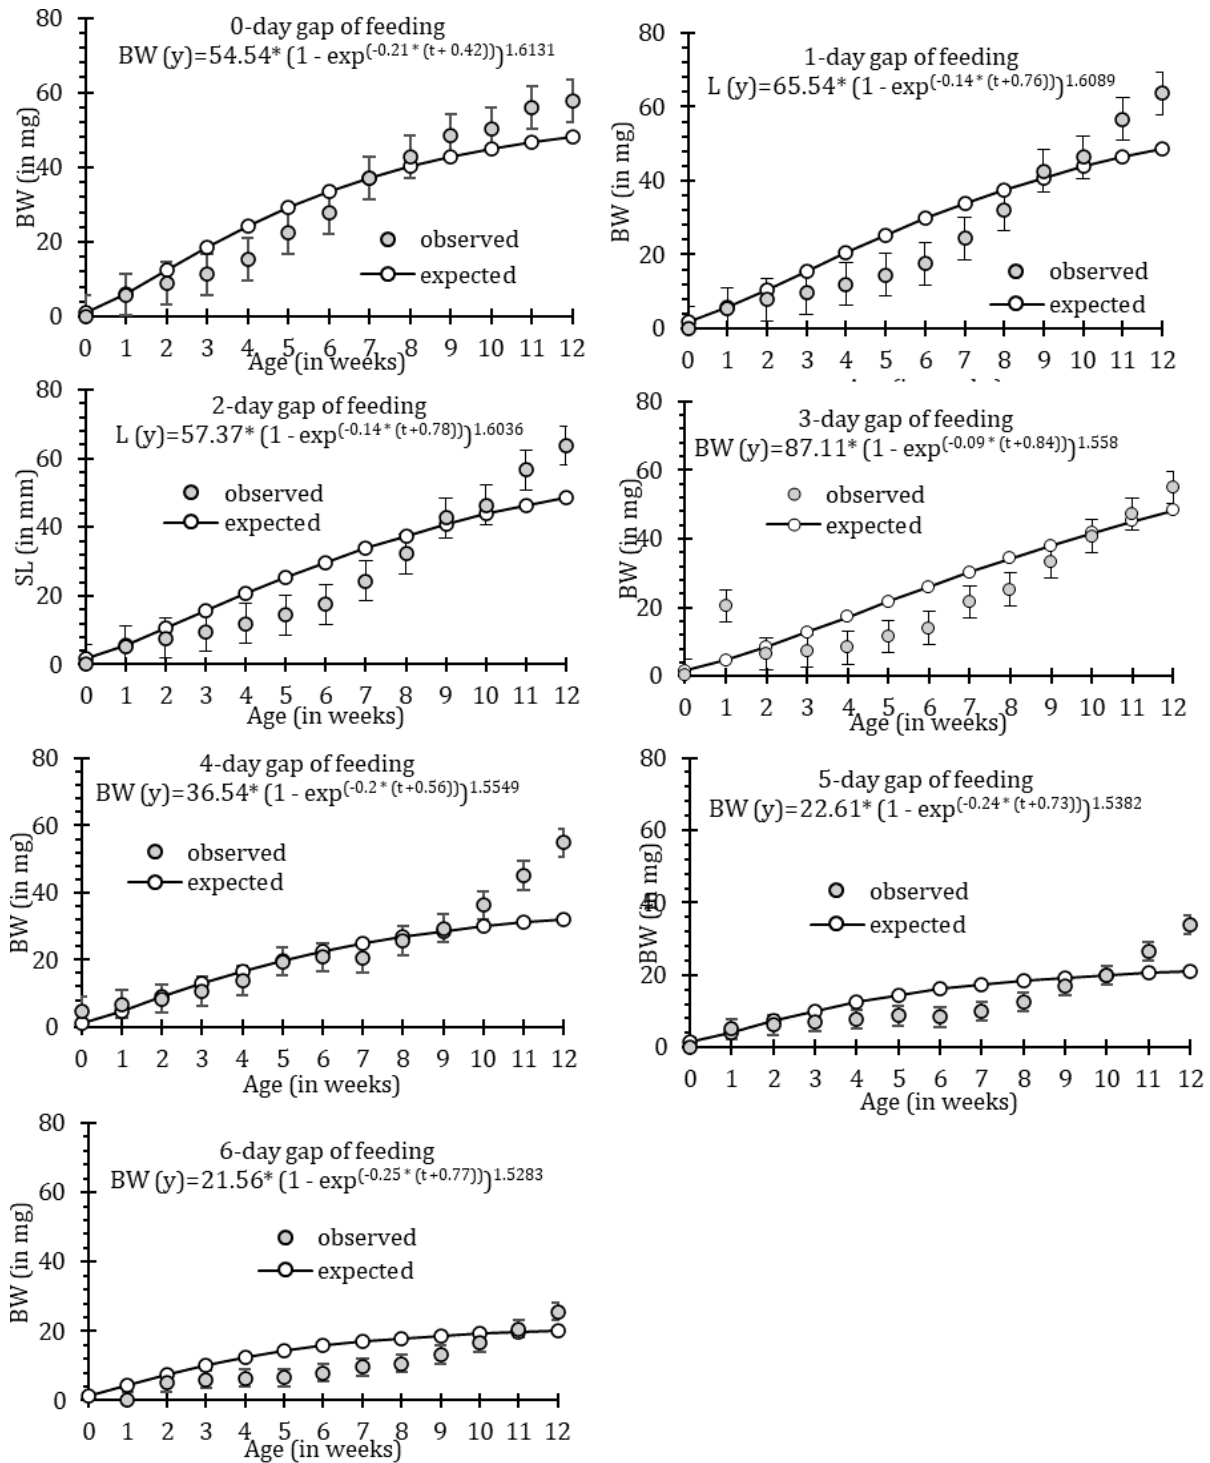 80
60
40
20
0
0-day gap of feeding
BW (y)=54.54* (1 - exp(-0.21* (t+ 0.42)))1.6131
BW (in mg)
observed
expected
0 1 2 3 4 5 6 7 8 9 10 11 12
Age (in weeks)
80
60
40
20
0
1-day gap of feeding
L (y)=65.54* (1 - exp(-0.14* (t+0.76)))1.6089
BW (in mg)
observed
expected
0 1 2 3 4 5 6 7 8 9 10 11 12
80
60
40
20
0
2-day gap of feeding
L (y)=57.37* (1 - exp(-0.14* (t+0.78)))1.6036
SL (in mm)
observed
expected
0 1 2 3 4 5 6 7 8 9 10 11 12
Age (in weeks)
80
60
40
20
0
3-day gap of feeding
BW (y)=87.11* (1 - exp(-0.09* (t+0.84)))1.558
BW (in mg)
observed
expected
0 1 2 3 4 5 6 7 8 9 10 11 12
Age (in weeks)
80
60
40
20
0
4-day gap of feeding
BW (y)=36.54* (1 - exp(-0.2* (t+0.56)))1.5549
BW (in mg)
observed
expected
0 1 2 3 4 5 6 7 8 9 10 11 12
Age (in weeks)
80
60
40
20
0
5-day gap of feeding
BW (y)=22.61* (1 - exp(-0.24* (t+0.73)))1.5382
BW (in mg)
observed
expected
0 1 2 3 4 5 6 7 8 9 10 11 12
Age (in weeks)
80
60
40
20
0
6-day gap of feeding
BW (y)=21.56* (1 - exp(-0.25* (t+0.77)))1.5283
BW (in mg)
observed
expected
0 1 2 3 4 5 6 7 8 9 10 11 12
Age (in weeks)